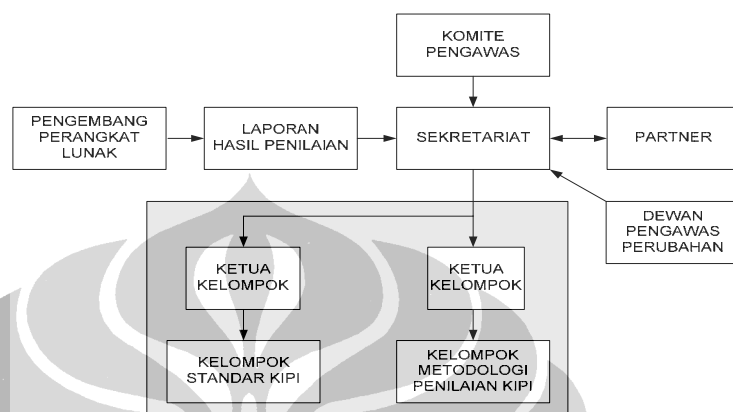 KOMITE
PENGAWAS
PENGEMBANG
PERANGKAT
LUNAK
LAPORAN
HASIL PENILAIAN
SEKRETARIAT
PARTNER
DEWAN
PENGAWAS
PERUBAHAN
KETUA
KELOMPOK
KETUA
KELOMPOK
KELOMPOK
STANDAR KIPI
KELOMPOK
METODOLOGI
PENILAIAN KIPI